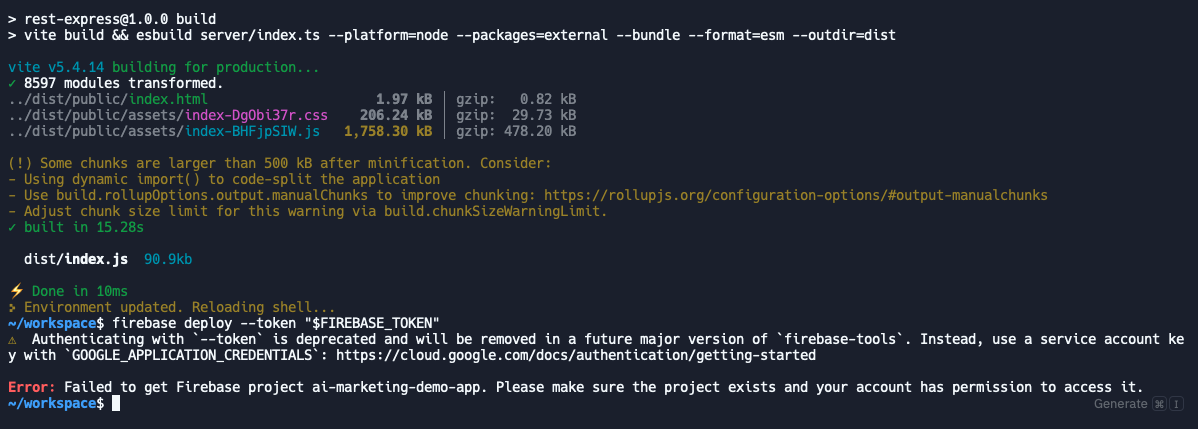 > rest-express@1.0.0 build
> vite build && esbuild server/index.ts --platform=node --packages=external --bundle --format=esm --outdir=dist
vite v5.4.14 building for production...
✓ 8597 modules transformed.
../dist/public/index.html 1.97 kB │ gzip: 0.82 kB
../dist/public/assets/index-DgObi37r.css 206.24 kB │ gzip: 29.73 kB
../dist/public/assets/index-BHFjpSIW.js 1,758.30 kB │ gzip: 478.20 kB
(!) Some chunks are larger than 500 kB after minification. Consider:
- Using dynamic import() to code-split the application
- Use build.rollupOptions.output.manualChunks to improve chunking: https://rollupjs.org/configuration-options/#output-manualchunks
- Adjust chunk size limit for this warning via build.chunkSizeWarningLimit.
✓ built in 15.28s
dist/index.js 90.9kb
⚡ Done in 10ms
Environment updated. Reloading shell...
~/workspace$ firebase deploy --token "$FIREBASE_TOKEN"
⚠ Authenticating with `--token` is deprecated and will be removed in a future major version of `firebase-tools`. Instead, use a service account ke
y with `GOOGLE_APPLICATION_CREDENTIALS`: https://cloud.google.com/docs/authentication/getting-started
Error: Failed to get Firebase project ai-marketing-demo-app. Please make sure the project exists and your account has permission to access it.
~/workspace$
Generate ⌘ I